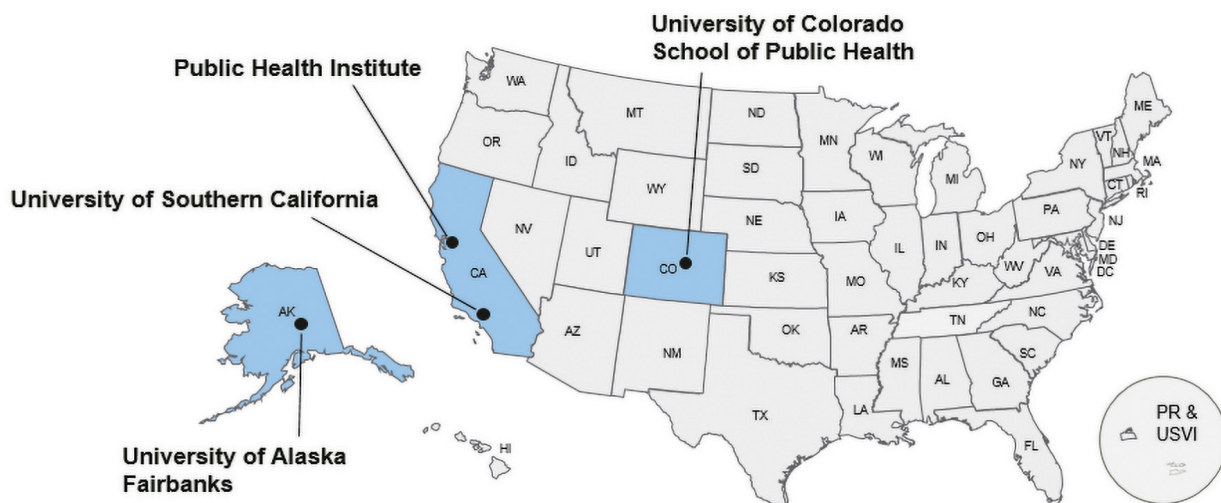 University of Colorado
School of Public Health
Public Health Institute
University of Southern California
University of Alaska
Fairbanks
WA
OR
ID
MT
ND
MN
WI
MI
NY
VT
NH
ME
MA
CT
RI
NJ
PA
SD
WY
NE
IA
IL
IN
OH
DE
MD
DC
WV
VA
KY
NV
UT
CO
KS
MO
CA
AK
AZ
NM
OK
AR
TN
NC
SC
MS
AL
GA
LA
TX
FL
HI
PR &
USVI